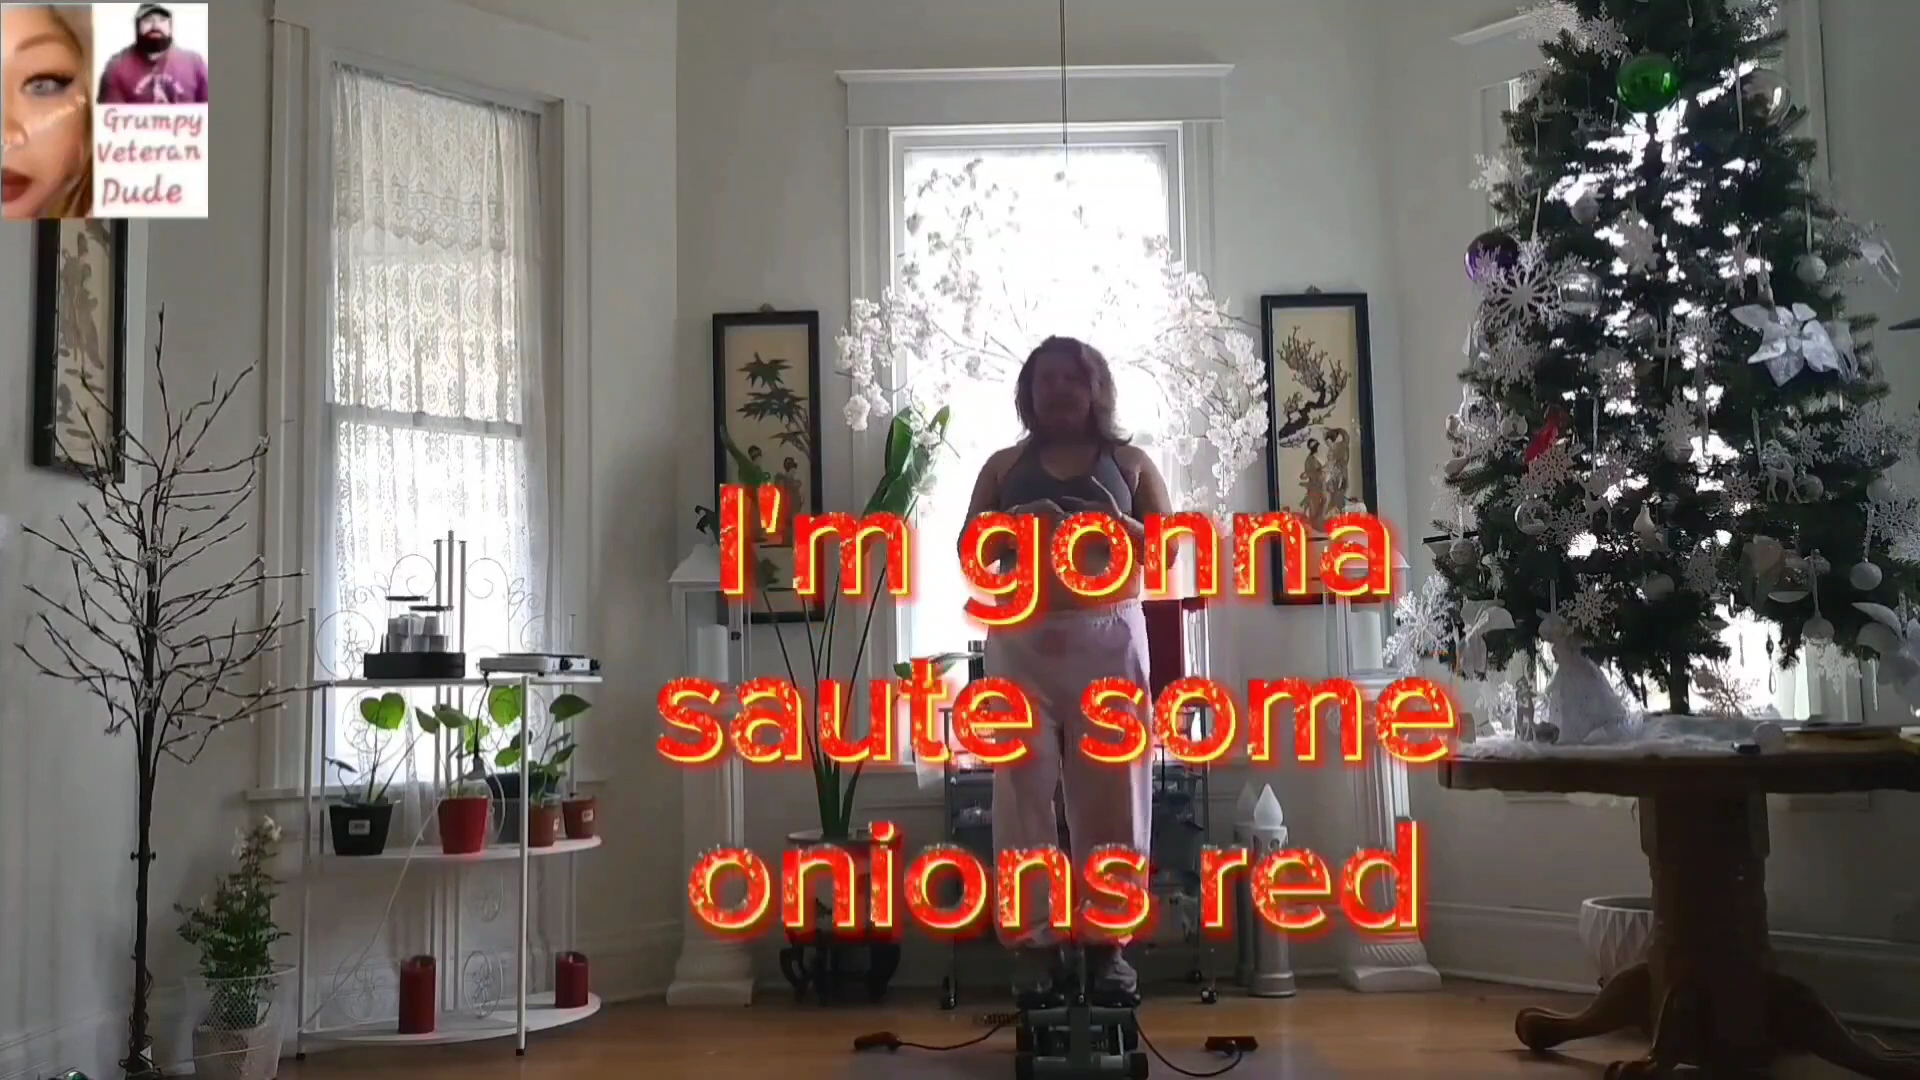 Grumpy
Veteran
Dude
I'm gonna
saute some
onions red